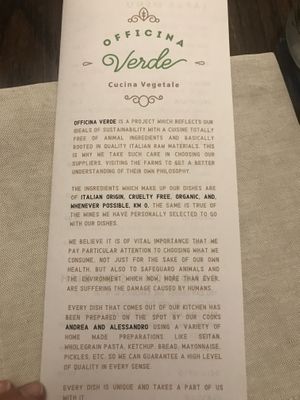 OFFICINA
Verde
Cucina Vegetale
OFFICINA VERDE IS A PROJECT WHICH REFLECTS OUR
IDEALS OF SUSTAINABILITY WITH A CUISINE TOTALLY
FREE OF ANIMAL INGREDIENTS AND BASICALLY
ROOTED IN QUALITY ITALIAN RAW MATERIALS. THIS
IS WHY WE TAKE SUCH CARE IN CHOOSING OUR
SUPPLIERS. VISITING THE FARMS TO GET A BETTER
UNDERSTANDING OF THEIR OWN PHILOSOPHY.
THE INGREDIENTS WHICH MAKE UP OUR DISHES ARE
OF ITALIAN ORIGIN, CRUELTY FREE, ORGANIC, AND,
WHENEVER POSSIBLE, KM 0. THE SAME IS TRUE OF
THE WINES WE HAVE PERSONALLY SELECTED TO GO
WITH OUR DISHES.
WE BELIEVE IT IS OF VITAL IMPORTANCE THAT WE
PAY PARTICULAR ATTENTION TO CHOOSING WHAT WE
CONSUME, NOT JUST FOR THE SAKE OF OUR OWN
HEALTH, BUT ALSO TO SAFEGUARD ANIMALS AND
THE ENVIRONMENT WHICH NOW, MORE THAN EVER,
ARE SUFFERING THE DAMAGE CAUSED BY HUMANS.
EVERY DISH THAT COMES OUT OF OUR KITCHEN HAS
BEEN PREPARED ON THE SPOT BY OUR COOKS
ANDREA AND ALESSANDRO USING A VARIETY OF
HOME MADE PREPARATIONS LIKE SEITAN,
WHOLEGRAIN PASTA, KETCHUP, BREAD, MAYONNAISE,
PICKLES, ETC. SO WE CAN GUARANTEE A HIGH LEVEL
OF QUALITY IN EVERY SENSE.
EVERY DISH IS UNIQUE AND TAKES A PART OF US
WITH IT